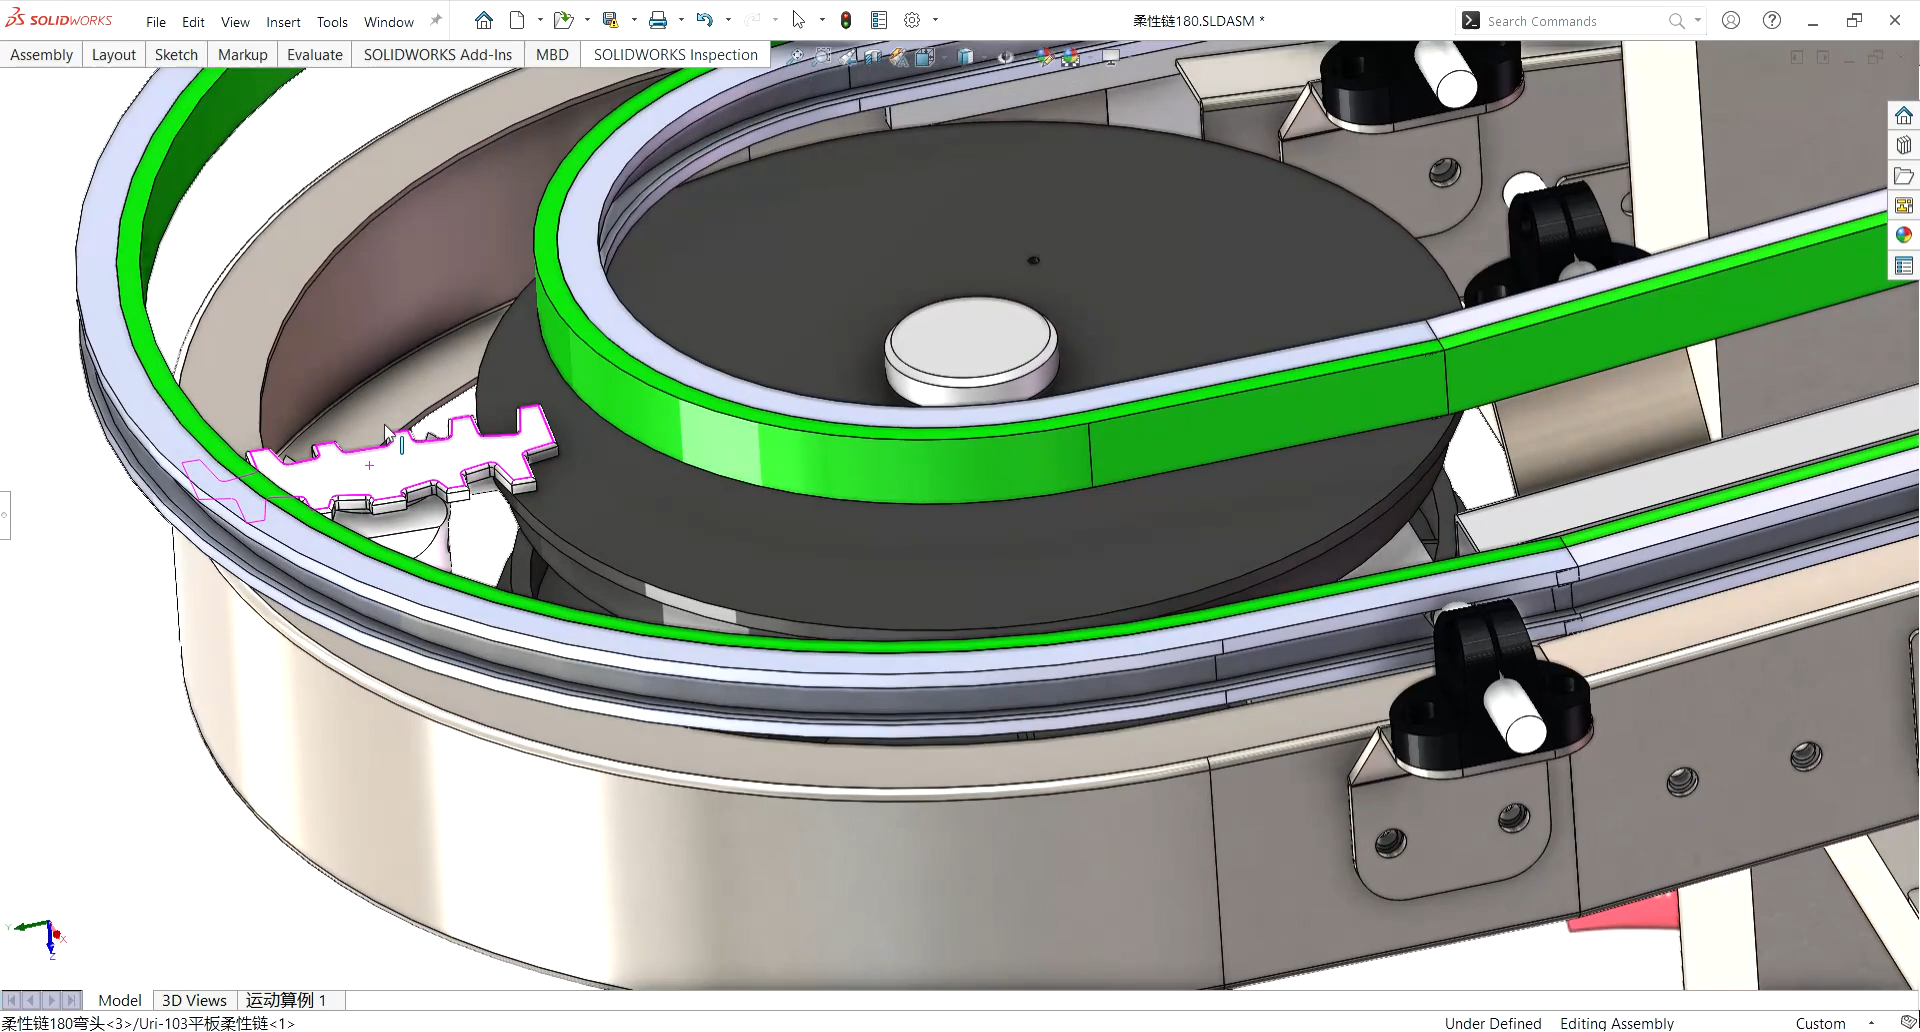 SOLIDWORKS File Edit View Insert Tools Window 柔性链180.SLDASM * Search Commands
Assembly Layout Sketch Markup Evaluate SOLIDWORKS Add-Ins MBD SOLIDWORKS Inspection
Y X
Z
Model 3D Views 运动算例 1
柔性链180弯头<3>/Uri-103平板柔性链<1> Under Defined Editing Assembly Custom